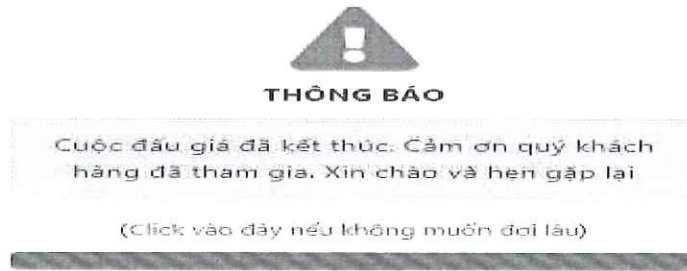 THÔNG BÁO
Cuộc đấu giá đã kết thúc. Cảm ơn quý khách
hàng đã tham gia. Xin chào và hẹn gặp lại
(Click vào đây nếu không muốn đợi lâu)